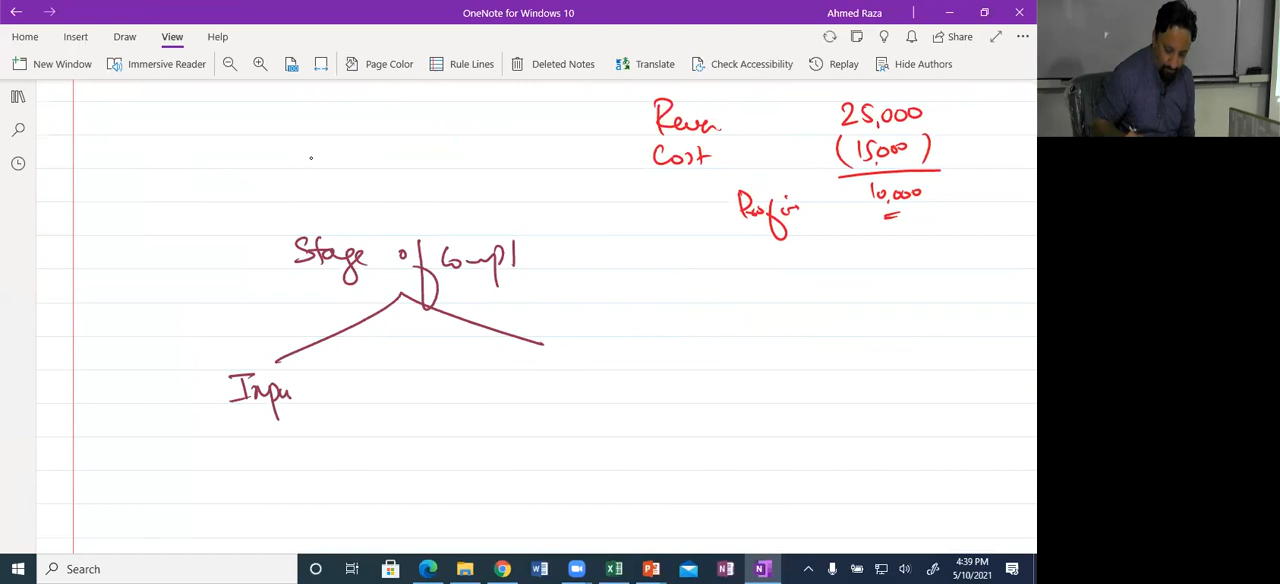 OneNote for Windows 10
Ahmed Raza
Home Insert Draw View Help
Share
New Window Immersive Reader Page Color Rule Lines Deleted Notes Translate Check Accessibility Replay Hide Authors
Reven 25,000
Cost (15,000)
10,000
Stage of Compl
Inpu
Search
4:39 PM
5/10/2021